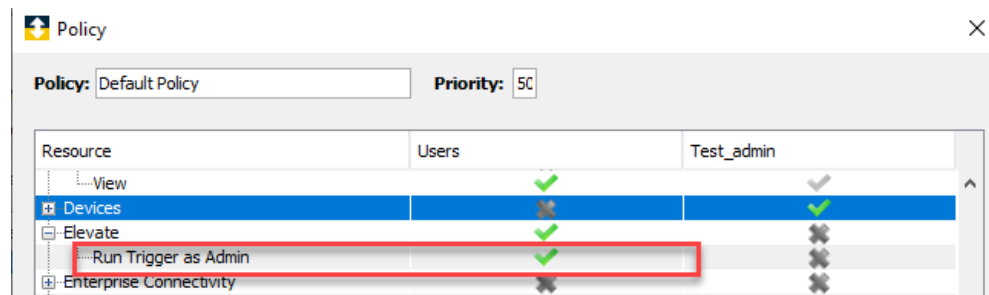 Policy
Policy: Default Policy Priority: 50
Resource Users Test_admin
View
Devices
Elevate
Run Trigger as Admin
Enterprise Connectivity